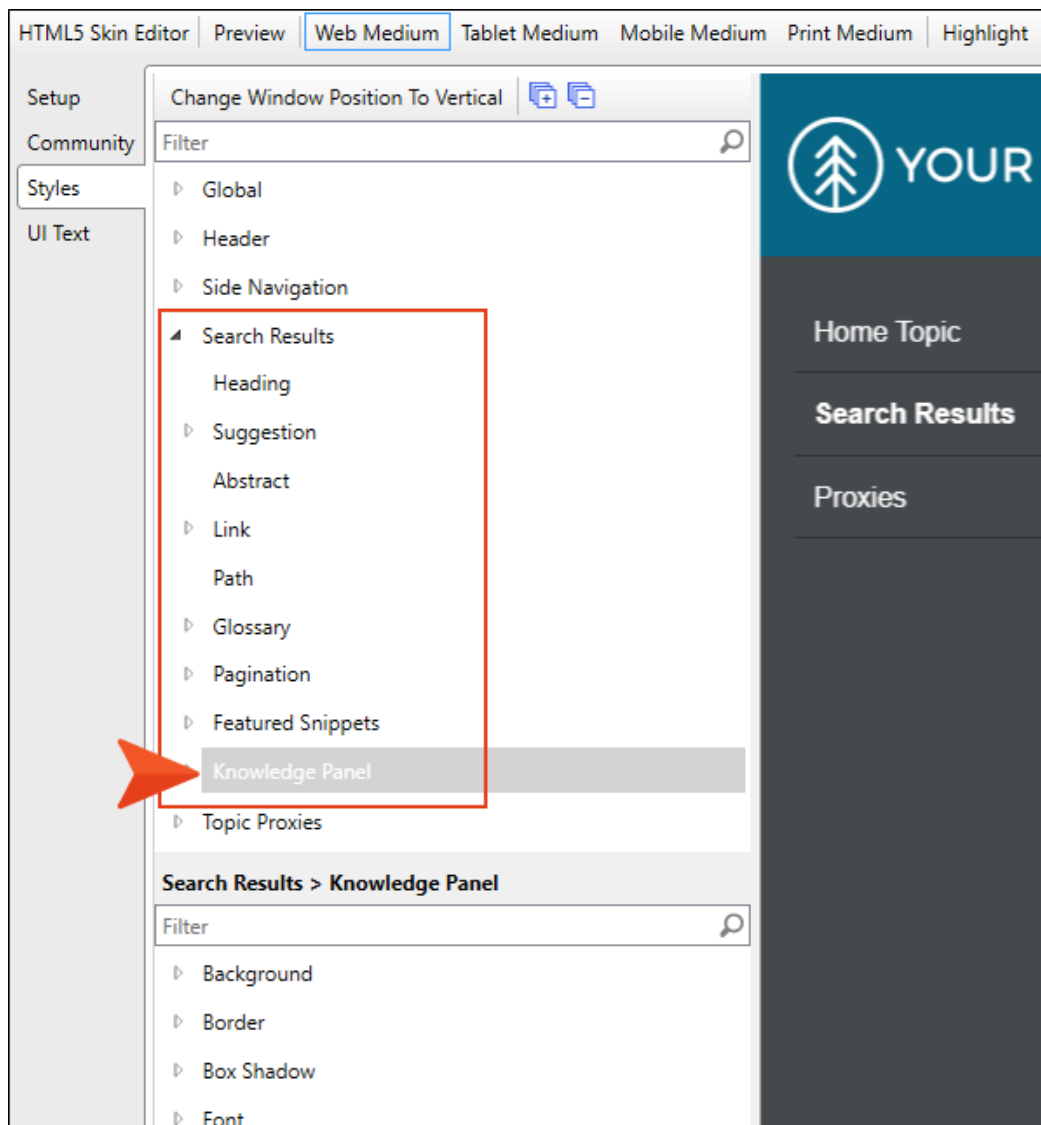 HTML5 Skin Editor Preview Web Medium Tablet Medium Mobile Medium Print Medium Highlight
Setup
Community
Styles
UI Text
Change Window Position To Vertical
Filter
Global
Header
Side Navigation
Search Results
Heading
Suggestion
Abstract
Link
Path
Glossary
Pagination
Featured Snippets
Knowledge Panel
Topic Proxies
Search Results > Knowledge Panel
Filter
Background
Border
Box Shadow
Font
YOUR
Home Topic
Search Results
Proxies